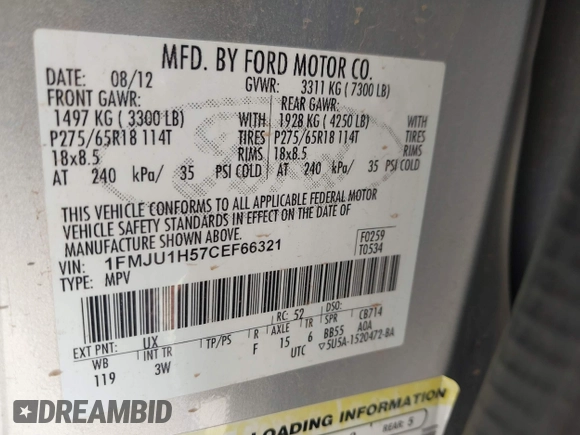 MFD. BY FORD MOTOR CO.
DATE: 08/12 GVWR: 3311 KG ( 7300 LB)
FRONT GAWR: REAR GAWR:
1497 KG ( 3300 LB) WITH 1928 KG ( 4250 LB) WITH
P275/65R18 114T TIRES P275/65R18 114T TIRES
18x8.5 RIMS 18x8.5 RIMS
AT 240 kPa/ 35 PSI COLD AT 240 kPa/ 35 PSI COLD
THIS VEHICLE CONFORMS TO ALL APPLICABLE FEDERAL MOTOR
VEHICLE SAFETY STANDARDS IN EFFECT ON THE DATE OF
MANUFACTURE SHOWN ABOVE.
VIN: 1FMJU1H57CEF66321 F0259
TYPE: MPV T0534
RC: 52 DSO:
EXT PNT: UX TP/PS R AXLE TR SPR CB714
WB INT TR F 15 6 BB55 AOA
119 3W UTC 5U5A-1520472-BA
LOADING INFORMATION
REAR: 5
DREAMBID